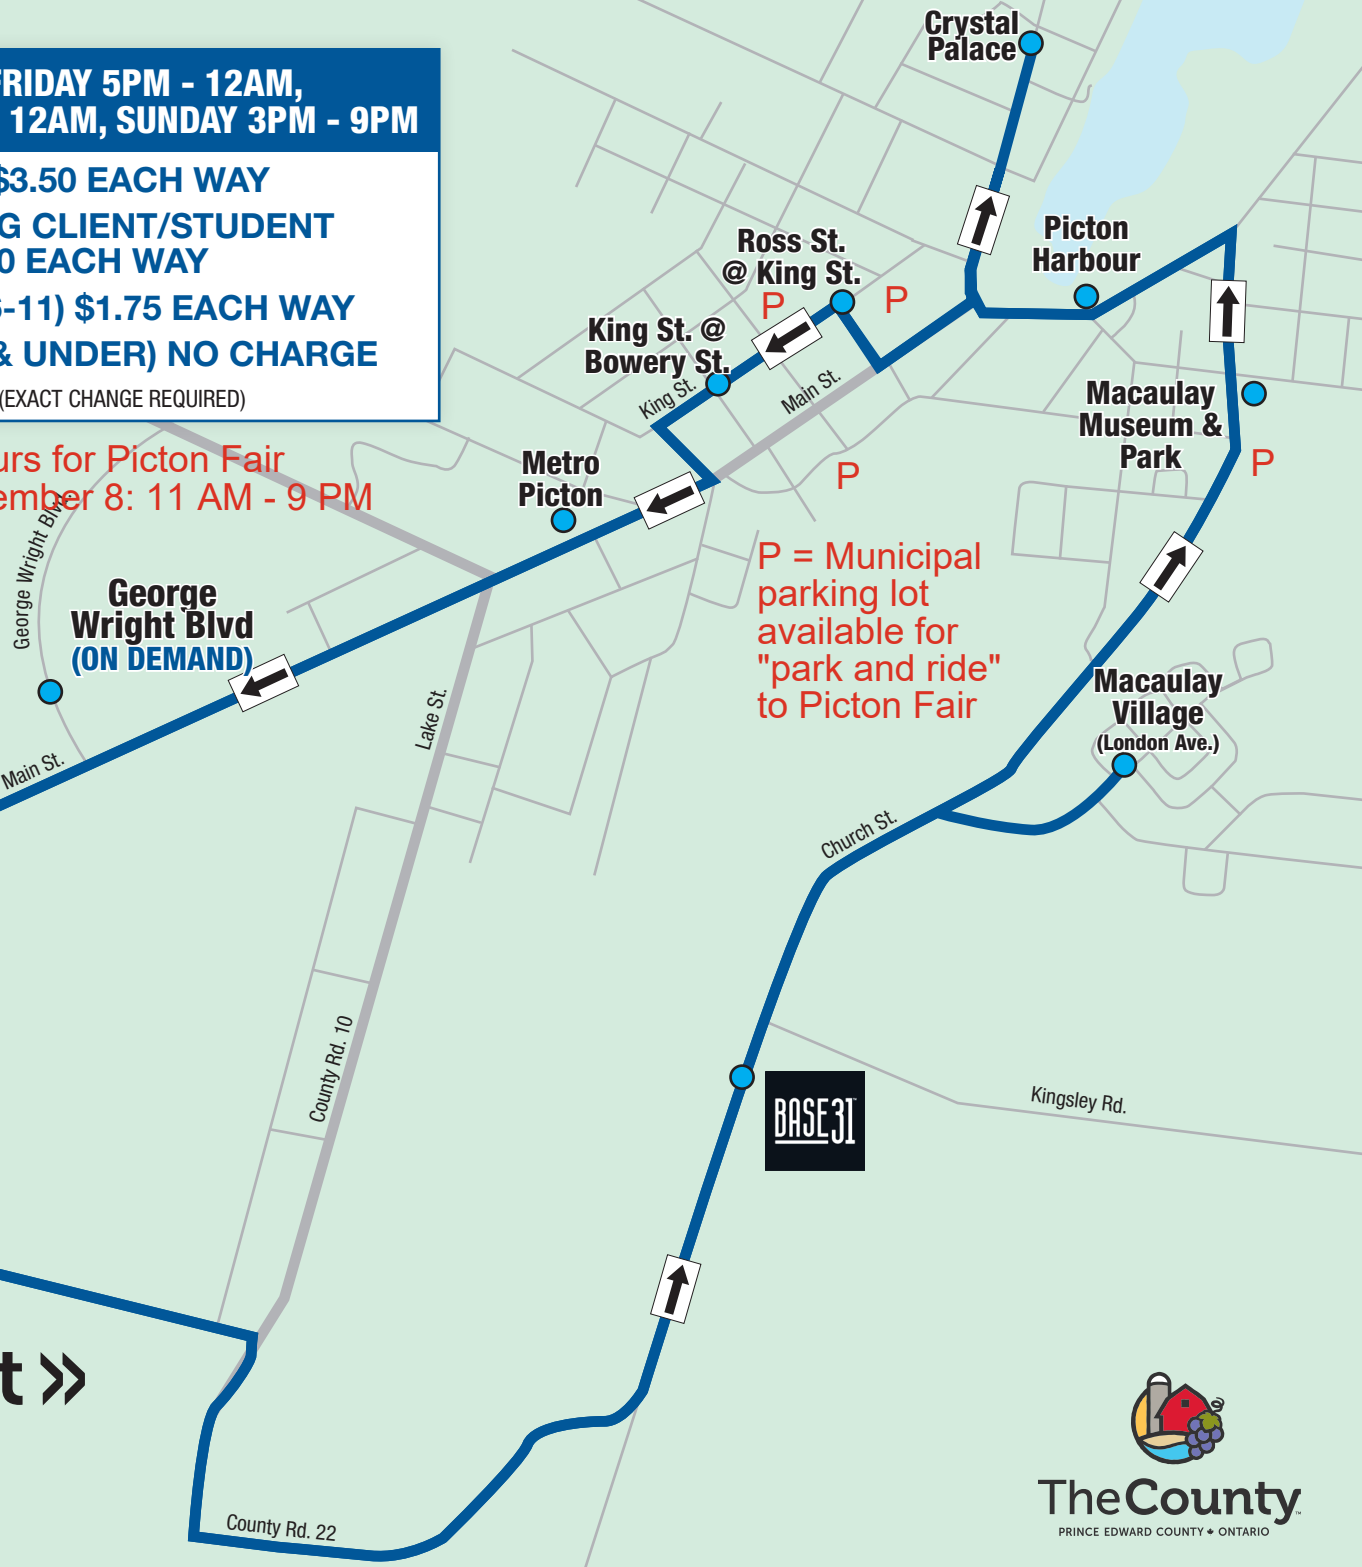 FRIDAY 5PM - 12AM,
12AM, SUNDAY 3PM - 9PM
$3.50 EACH WAY
G CLIENT/STUDENT
0 EACH WAY
-11) $1.75 EACH WAY
& UNDER) NO CHARGE
(EXACT CHANGE REQUIRED)
urs for Picton Fair
ember 8: 11 AM - 9 PM
Crystal
Palace
Picton
Harbour
Ross St.
@ King St.
P
P
King St. @
Bowery St.
King St.
Main St.
Macaulay
Museum &
Park
P
P
Metro
Picton
P = Municipal
parking lot
available for
"park and ride"
to Picton Fair
George Wright Blvd.
George
Wright Blvd
(ON DEMAND)
Main St.
Lake St.
Macaulay
Village
(London Ave.)
Church St.
County Rd. 10
BASE31
Kingsley Rd.
t »
County Rd. 22
TheCounty
PRINCE EDWARD COUNTY ONTARIO